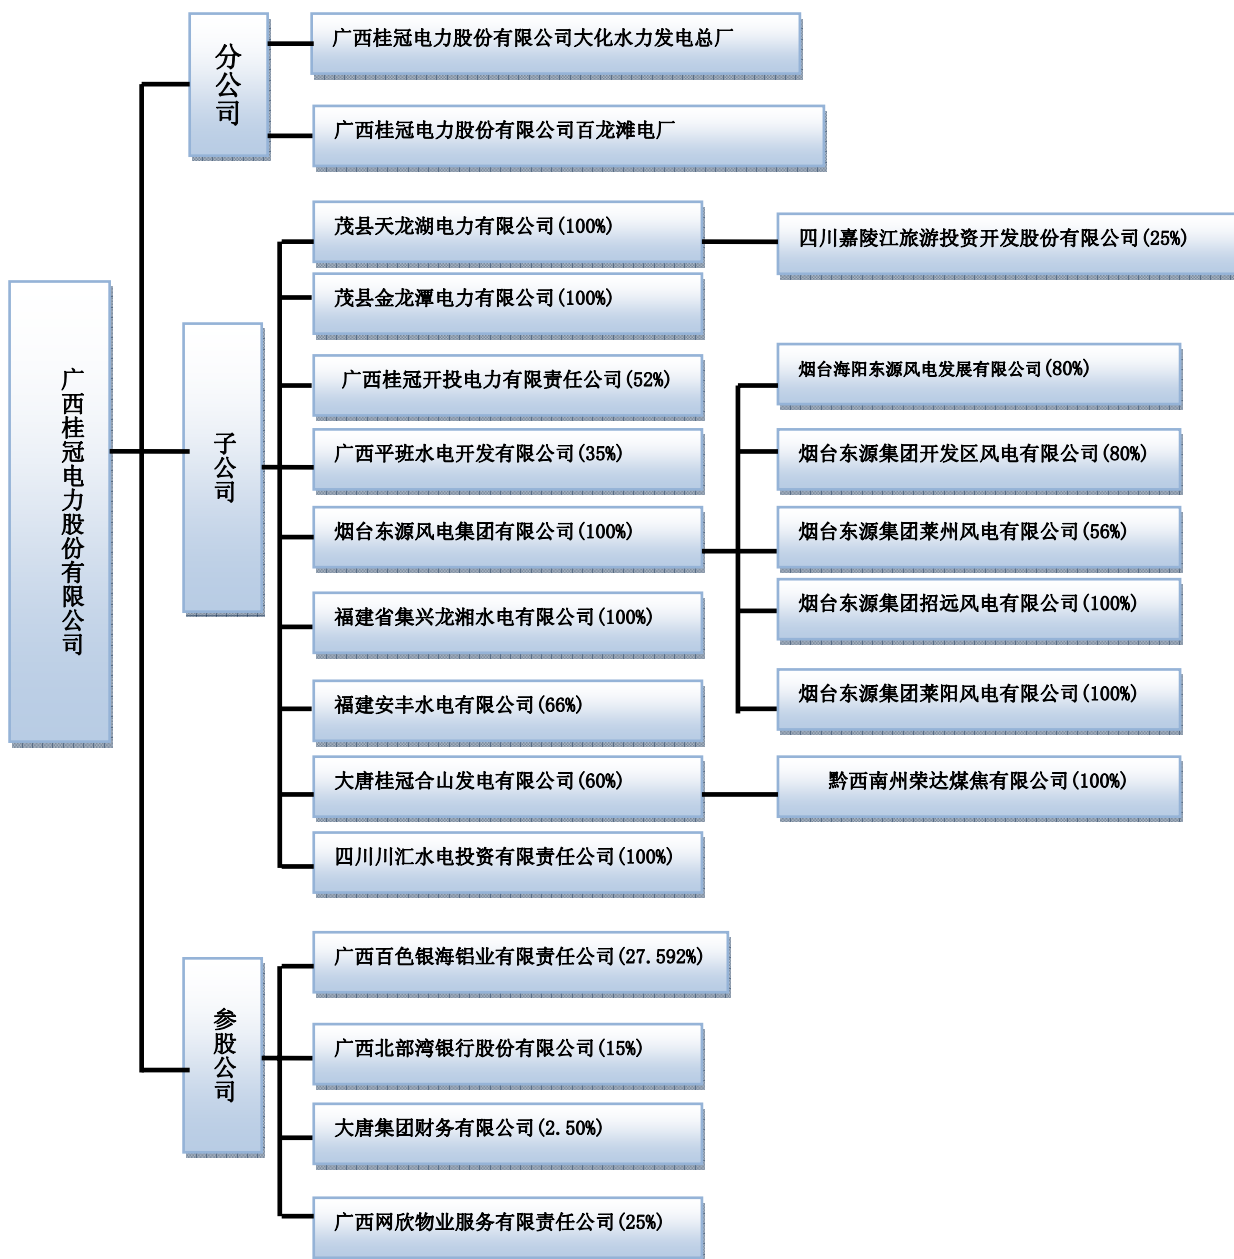 广西桂冠电力股份有限公司
分公司
广西桂冠电力股份有限公司大化水力发电总厂
广西桂冠电力股份有限公司百龙滩电厂
子公司
茂县天龙湖电力有限公司(100%)
四川嘉陵江旅游投资开发股份有限公司(25%)
茂县金龙潭电力有限公司(100%)
广西桂冠开投电力有限责任公司(52%)
广西平班水电开发有限公司(35%)
烟台东源风电集团有限公司(100%)
烟台海阳东源风电发展有限公司(80%)
烟台东源集团开发区风电有限公司(80%)
烟台东源集团莱州风电有限公司(56%)
烟台东源集团招远风电有限公司(100%)
烟台东源集团莱阳风电有限公司(100%)
福建省集兴龙湘水电有限公司(100%)
福建安丰水电有限公司(66%)
大唐桂冠合山发电有限公司(60%)
黔西南州荣达煤焦有限公司(100%)
四川川汇水电投资有限责任公司(100%)
参股公司
广西百色银海铝业有限责任公司(27.592%)
广西北部湾银行股份有限公司(15%)
大唐集团财务有限公司(2.50%)
广西网欣物业服务有限责任公司(25%)